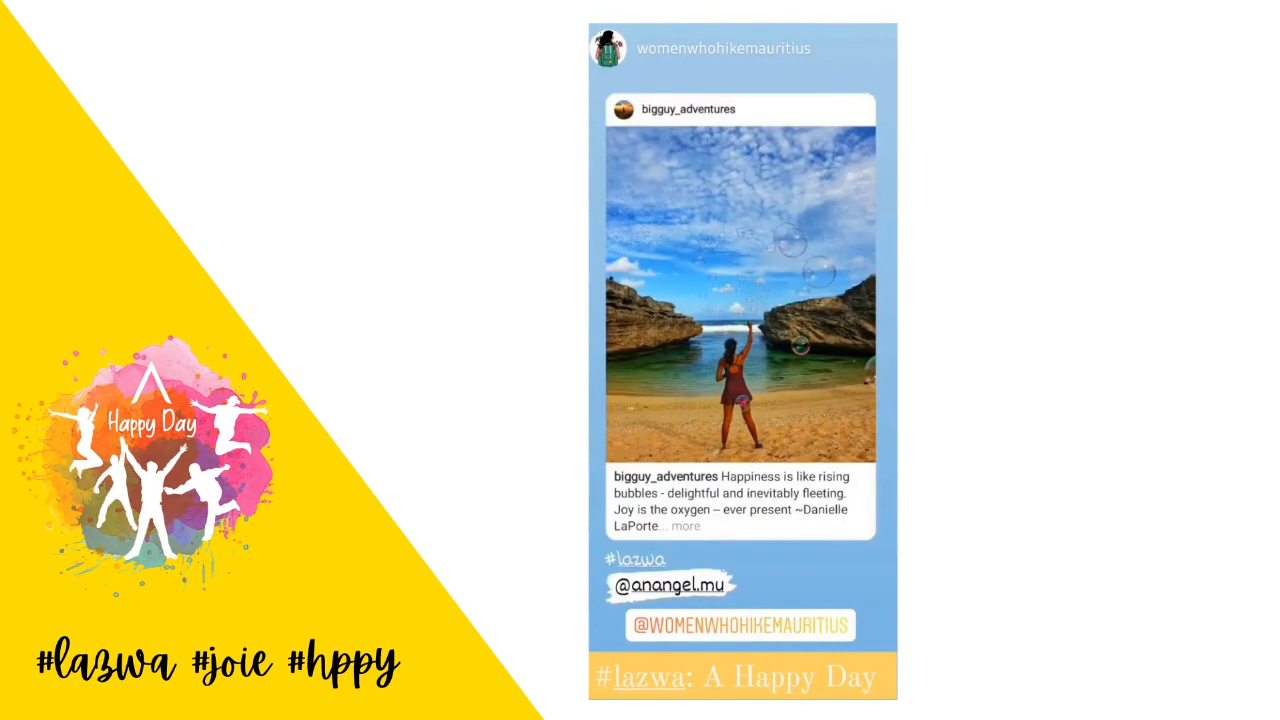 womenwhohikemauritius
bigguy_adventures
bigguy_adventures Happiness is like rising
bubbles - delightful and inevitably fleeting.
Joy is the oxygen – ever present ~Danielle
LaPorte... more
#lazwa
@anangel.mu
@WOMENWHOHIKEMAURITIUS
#lazwa: A Happy Day
Happy Day
#lazwa #joie #hppy